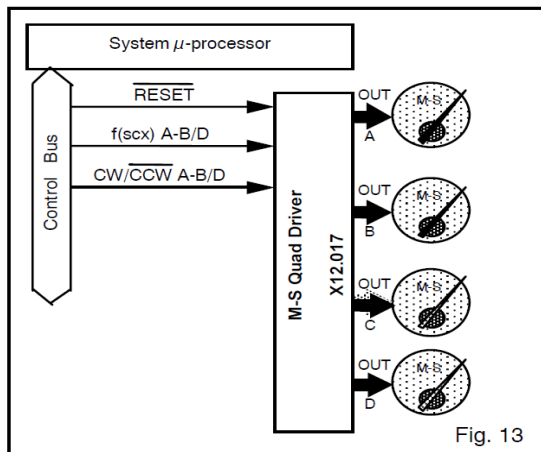 System μ-processor
Control Bus
RESET
f(scx) A-B/D
CW/CCW A-B/D
M-S Quad Driver
X12.017
OUT
A
M-S
OUT
B
M-S
OUT
C
M-S
OUT
D
M-S
Fig. 13